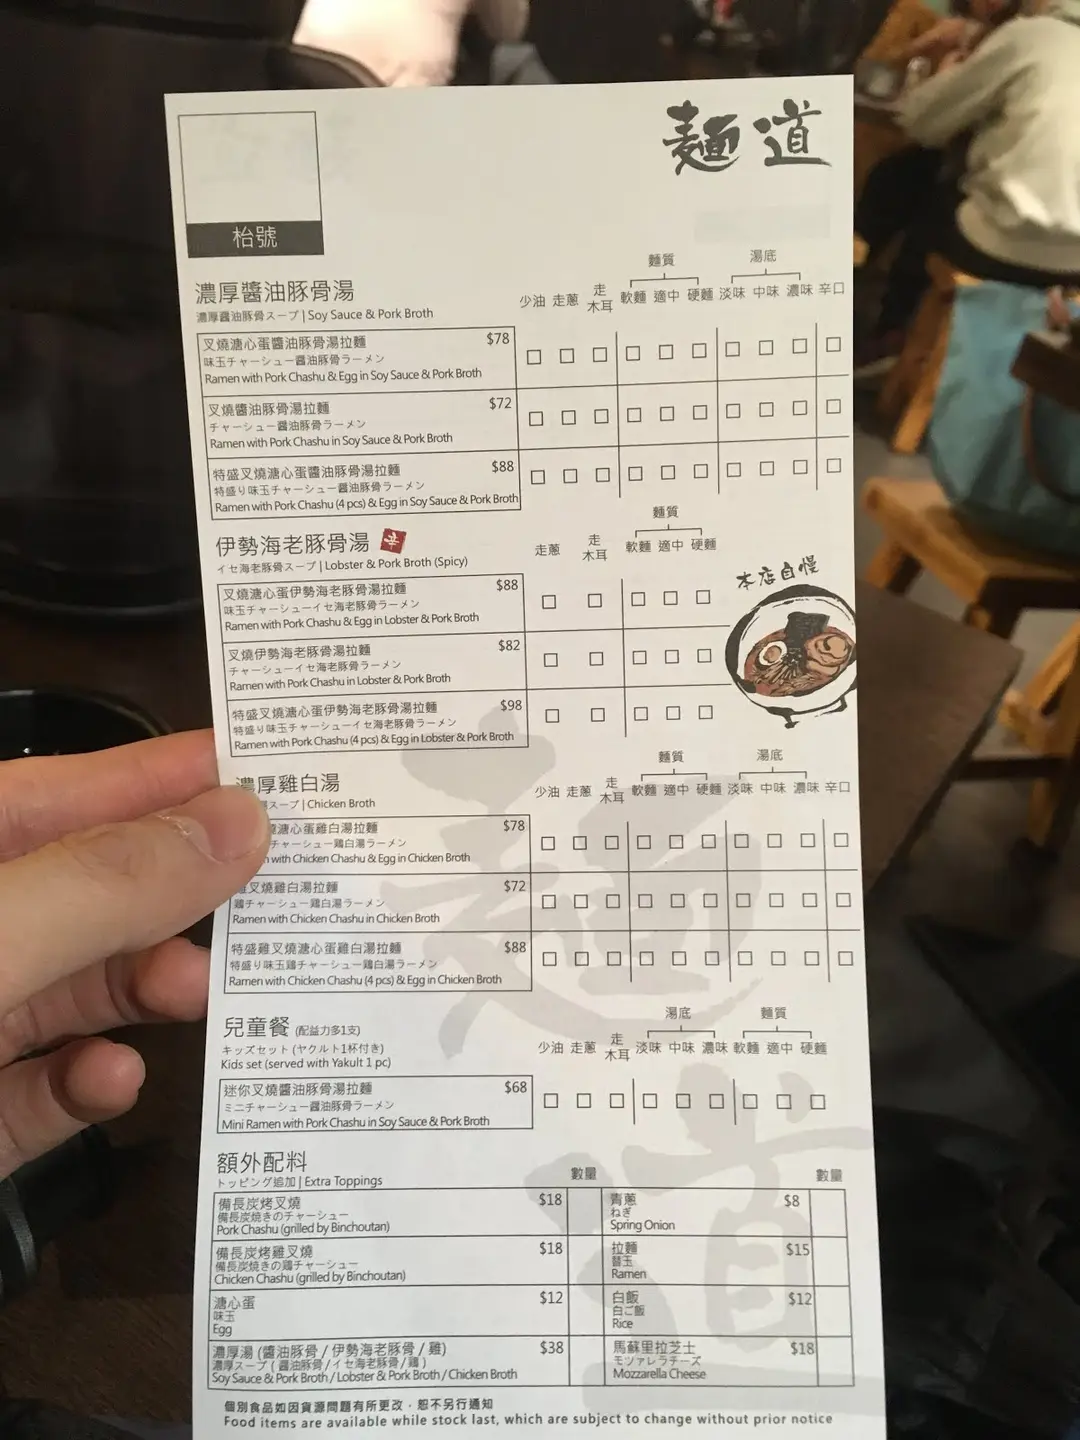 麵道
枱號
濃厚醬油豚骨湯
濃厚醤油豚骨スープ | Soy Sauce & Pork Broth
麵質 湯底
少油 走蔥 走木耳 軟麵 適中 硬麵 淡味 中味 濃味 辛口
叉燒溏心蛋醬油豚骨湯拉麵 $78
味玉チャーシュー醤油豚骨ラーメン
Ramen with Pork Chashu & Egg in Soy Sauce & Pork Broth
叉燒醬油豚骨湯拉麵 $72
チャーシュー醤油豚骨ラーメン
Ramen with Pork Chashu in Soy Sauce & Pork Broth
特盛叉燒溏心蛋醬油豚骨湯拉麵 $88
特盛り味玉チャーシュー醤油豚骨ラーメン
Ramen with Pork Chashu (4 pcs) & Egg in Soy Sauce & Pork Broth
伊勢海老豚骨湯 辛
イセ海老豚骨スープ | Lobster & Pork Broth (Spicy)
麵質
走蔥 走木耳 軟麵 適中 硬麵
本店自慢
叉燒溏心蛋伊勢海老豚骨湯拉麵 $88
味玉チャーシューイセ海老豚骨ラーメン
Ramen with Pork Chashu & Egg in Lobster & Pork Broth
叉燒伊勢海老豚骨湯拉麵 $82
チャーシューイセ海老豚骨ラーメン
Ramen with Pork Chashu in Lobster & Pork Broth
特盛叉燒溏心蛋伊勢海老豚骨湯拉麵 $98
特盛り味玉チャーシューイセ海老豚骨ラーメン
Ramen with Pork Chashu (4 pcs) & Egg in Lobster & Pork Broth
濃厚雞白湯
スープ | Chicken Broth
麵質 湯底
少油 走蔥 走木耳 軟麵 適中 硬麵 淡味 中味 濃味 辛口
溏心蛋雞白湯拉麵 $78
チャーシュー鶏白湯ラーメン
with Chicken Chashu & Egg in Chicken Broth
雞叉燒雞白湯拉麵 $72
鶏チャーシュー鶏白湯ラーメン
Ramen with Chicken Chashu in Chicken Broth
特盛雞叉燒溏心蛋雞白湯拉麵 $88
特盛り味玉鶏チャーシュー鶏白湯ラーメン
Ramen with Chicken Chashu (4 pcs) & Egg in Chicken Broth
兒童餐 (配益力多1支)
キッズセット (ヤクルト1杯付き)
Kids set (served with Yakult 1 pc)
湯底 麵質
少油 走蔥 走木耳 淡味 中味 濃味 軟麵 適中 硬麵
迷你叉燒醬油豚骨湯拉麵 $68
ミニチャーシュー醤油豚骨ラーメン
Mini Ramen with Pork Chashu in Soy Sauce & Pork Broth
額外配料
トッピング追加 | Extra Toppings
數量 數量
備長炭烤叉燒 $18
備長炭焼きのチャーシュー
Pork Chashu (grilled by Binchoutan)
青蔥 $8
ねぎ
Spring Onion
備長炭烤雞叉燒 $18
備長炭焼きの鶏チャーシュー
Chicken Chashu (grilled by Binchoutan)
拉麵 $15
替玉
Ramen
溏心蛋 $12
味玉
Egg
白飯 $12
白ご飯
Rice
濃厚湯 (醬油豚骨 / 伊勢海老豚骨 / 雞) $38
濃厚スープ (醤油豚骨 / イセ海老豚骨 / 鶏)
Soy Sauce & Pork Broth / Lobster & Pork Broth / Chicken Broth
馬蘇里拉芝士 $18
モツァレラチーズ
Mozzarella Cheese
個別食品如因貨源問題有所更改，恕不另行通知
Food items are available while stock last, which are subject to change without prior notice
麵道